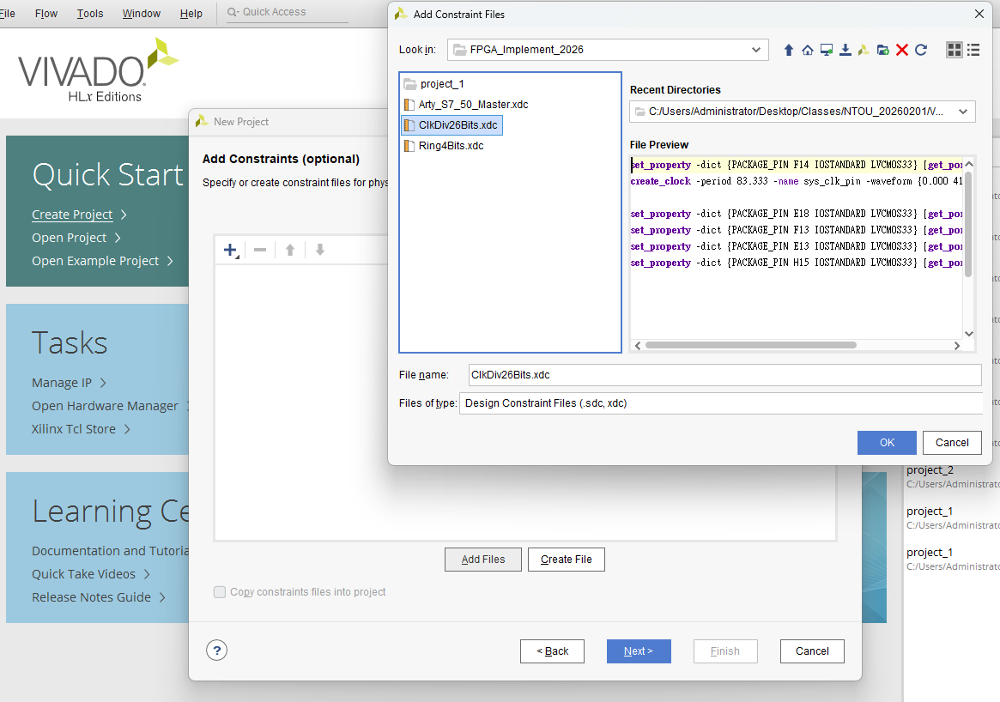 File Flow Tools Window Help Quick Access
VIVADO.
HLx Editions
Quick Start
Create Project
Open Project
Open Example Project
Tasks
Manage IP
Open Hardware Manager
Xilinx Tcl Store
Learning Ce
Documentation and Tutoria
Quick Take Videos
Release Notes Guide
New Project
Add Constraints (optional)
Specify or create constraint files for phys
Add Files Create File
Copy constraints files into project
? < Back Next > Finish Cancel
Add Constraint Files
Look in: FPGA_Implement_2026
project_1
Arty_S7_50_Master.xdc
ClkDiv26Bits.xdc
Ring4Bits.xdc
Recent Directories
C:/Users/Administrator/Desktop/Classes/NTOU_20260201/V...
File Preview
set_property -dict {PACKAGE_PIN F14 IOSTANDARD LVCMOS33} [get_por
create_clock -period 83.333 -name sys_clk_pin -waveform {0.000 41
set_property -dict {PACKAGE_PIN E18 IOSTANDARD LVCMOS33} [get_por
set_property -dict {PACKAGE_PIN F13 IOSTANDARD LVCMOS33} [get_por
set_property -dict {PACKAGE_PIN E13 IOSTANDARD LVCMOS33} [get_por
set_property -dict {PACKAGE_PIN H15 IOSTANDARD LVCMOS33} [get_por
File name: ClkDiv26Bits.xdc
Files of type: Design Constraint Files (.sdc, xdc)
OK Cancel
project_2
C:/Users/Administrato
project_1
C:/Users/Administrato
project_1
C:/Users/Administrato